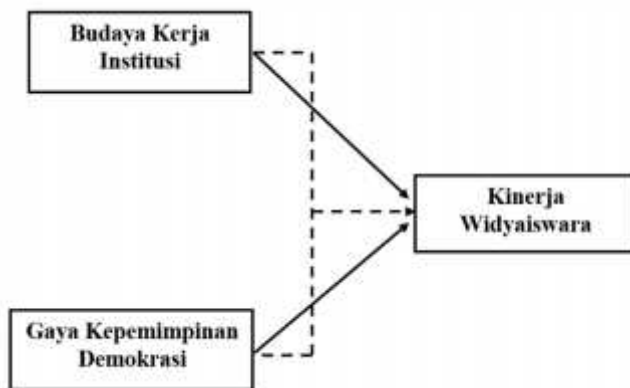 Budaya Kerja
Institusi
Kinerja
Widyaiswara
Gaya Kepemimpinan
Demokrasi